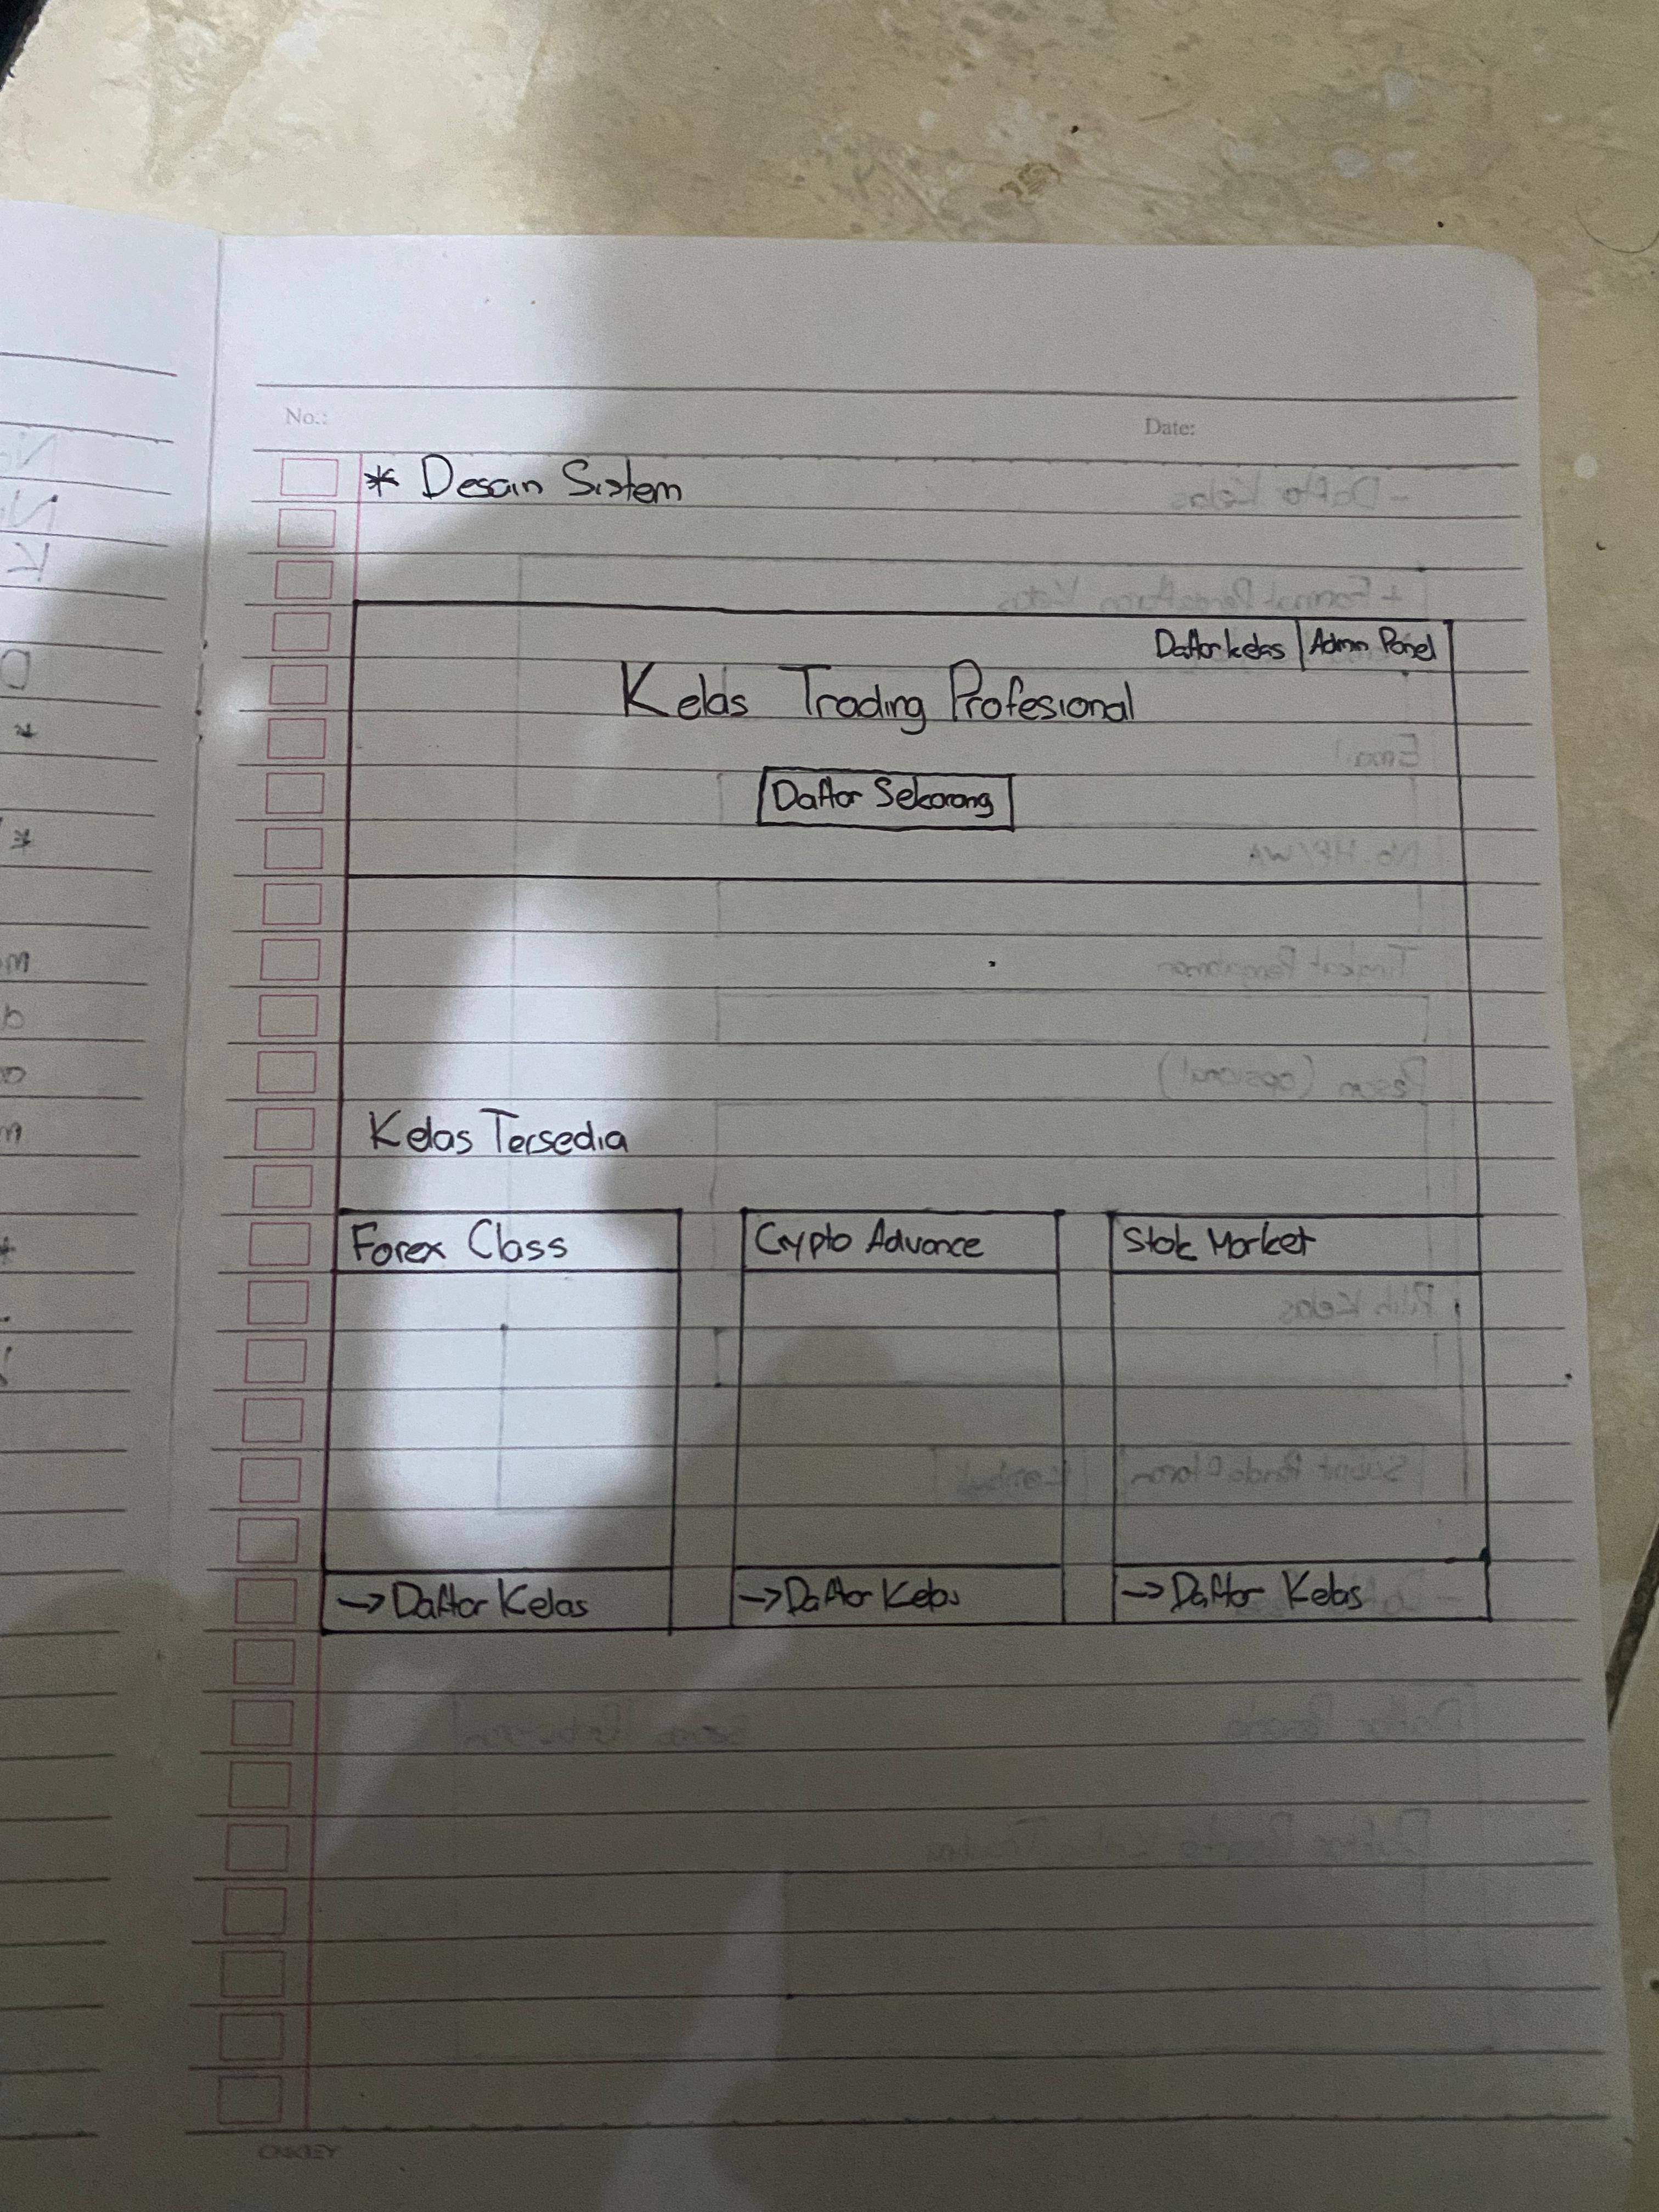 No.:
Date:
* Desain Sistem
Daftar kelas | Admin Panel
Kelas Trading Profesional
Daftar Sekarang
Kelas Tersedia
Forex Class
Crypto Advance
Stok Market
→ Daftar Kelas
→ Daftar Kelas
→ Daftar Kelas